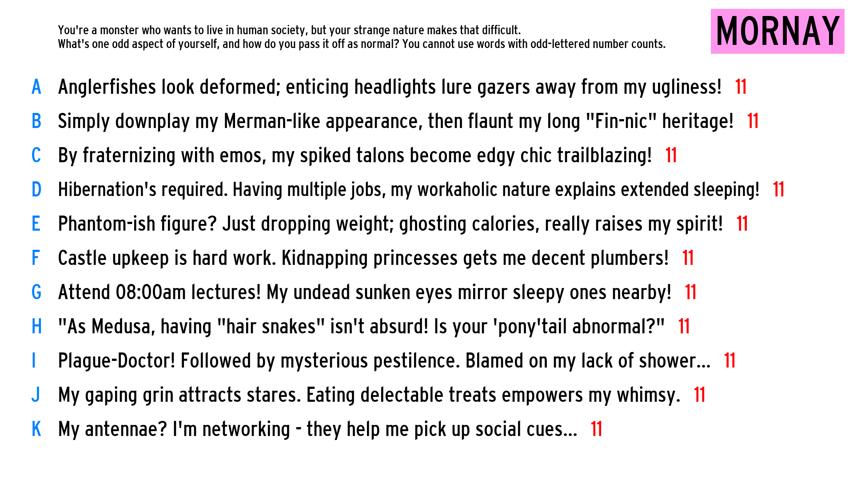 You're a monster who wants to live in human society, but your strange nature makes that difficult.
What's one odd aspect of yourself, and how do you pass it off as normal? You cannot use words with odd-lettered number counts.
MORNAY
A Anglerfishes look deformed; enticing headlights lure gazers away from my ugliness! 11
B Simply downplay my Merman-like appearance, then flaunt my long "Fin-nic" heritage! 11
C By fraternizing with emos, my spiked talons become edgy chic trailblazing! 11
D Hibernation's required. Having multiple jobs, my workaholic nature explains extended sleeping! 11
E Phantom-ish figure? Just dropping weight; ghosting calories, really raises my spirit! 11
F Castle upkeep is hard work. Kidnapping princesses gets me decent plumbers! 11
G Attend 08:00am lectures! My undead sunken eyes mirror sleepy ones nearby! 11
H "As Medusa, having "hair snakes" isn't absurd! Is your 'pony'tail abnormal?" 11
I Plague-Doctor! Followed by mysterious pestilence. Blamed on my lack of shower... 11
J My gaping grin attracts stares. Eating delectable treats empowers my whimsy. 11
K My antennae? I'm networking - they help me pick up social cues... 11